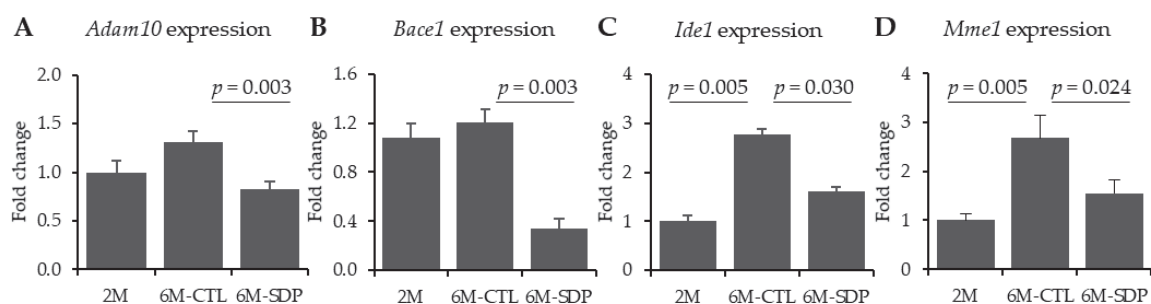 A Adam10 expression
Fold change
2.0
1.5
1.0
0.5
0.0
p = 0.003
2M 6M-CTL 6M-SDP
B Bace1 expression
Fold change
1.6
1.2
0.8
0.4
0.0
p = 0.003
2M 6M-CTL 6M-SDP
C Ide1 expression
Fold change
4
3
2
1
0
p = 0.005 p = 0.030
2M 6M-CTL 6M-SDP
D Mme1 expression
Fold change
4
3
2
1
0
p = 0.005 p = 0.024
2M 6M-CTL 6M-SDP